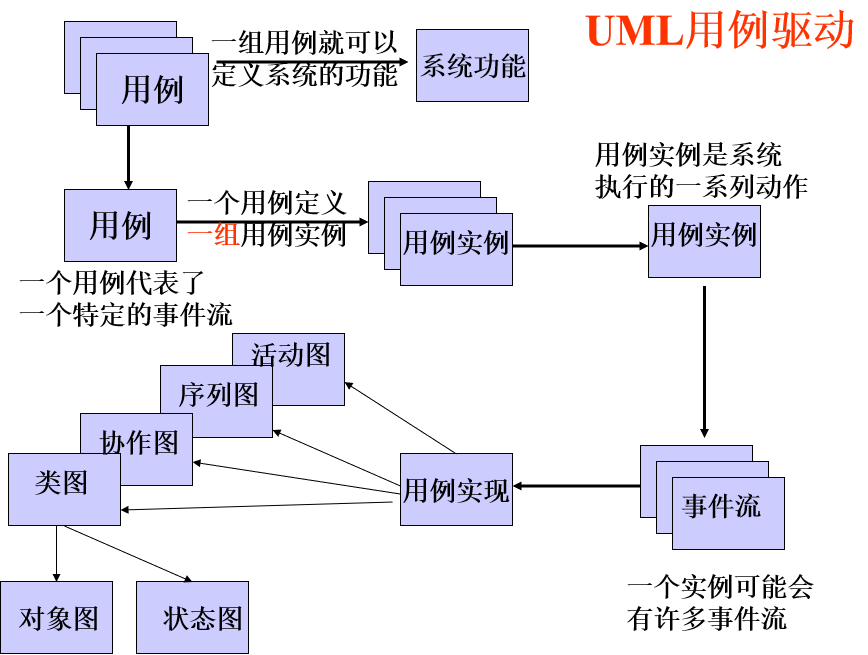 UML用例驱动
一组用例就可以
定义系统的功能
系统功能
用例
用例实例是系统
执行的一系列动作
用例
一个用例定义
一组用例实例
用例实例
用例实例
一个用例代表了
一个特定的事件流
活动图
序列图
协作图
类图
用例实现
事件流
一个实例可能会
有许多事件流
对象图
状态图